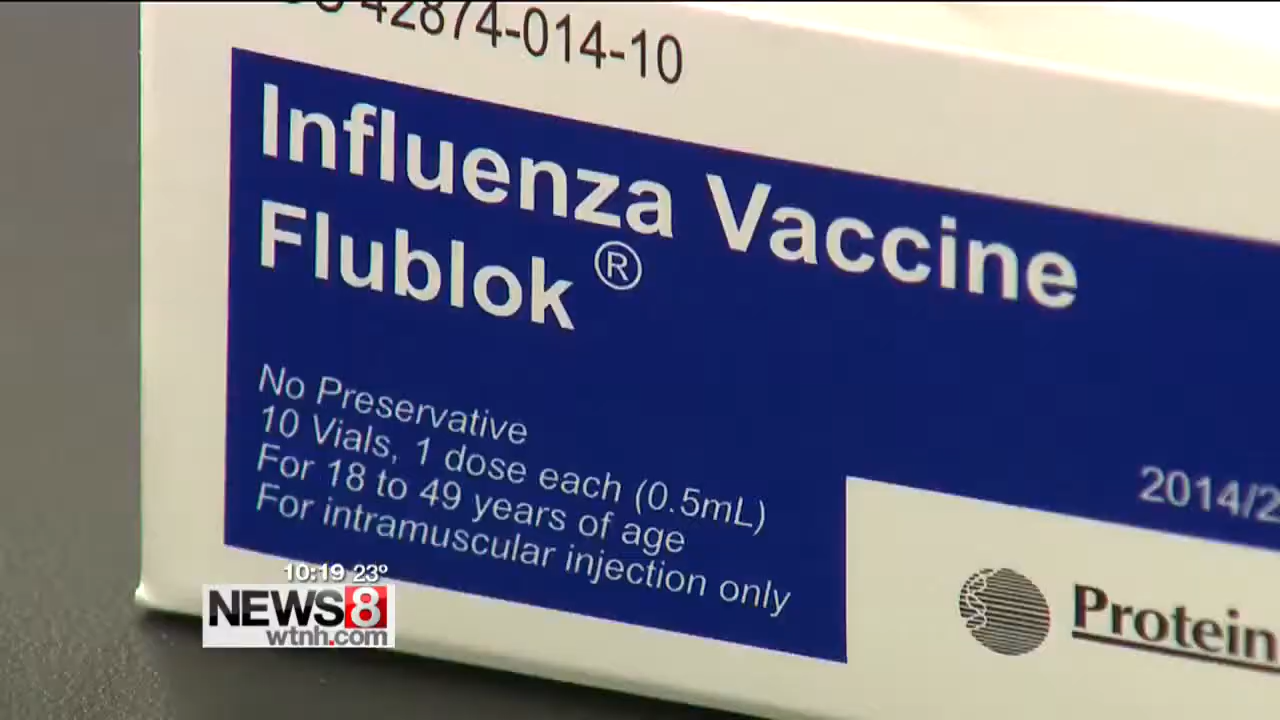 42874-014-10
Influenza Vaccine
Flublok®
No Preservative
10 Vials, 1 dose each (0.5mL)
For 18 to 49 years of age
For intramuscular injection only
2014/2
Protein
10:19 23°
NEWS8
wtnh.com